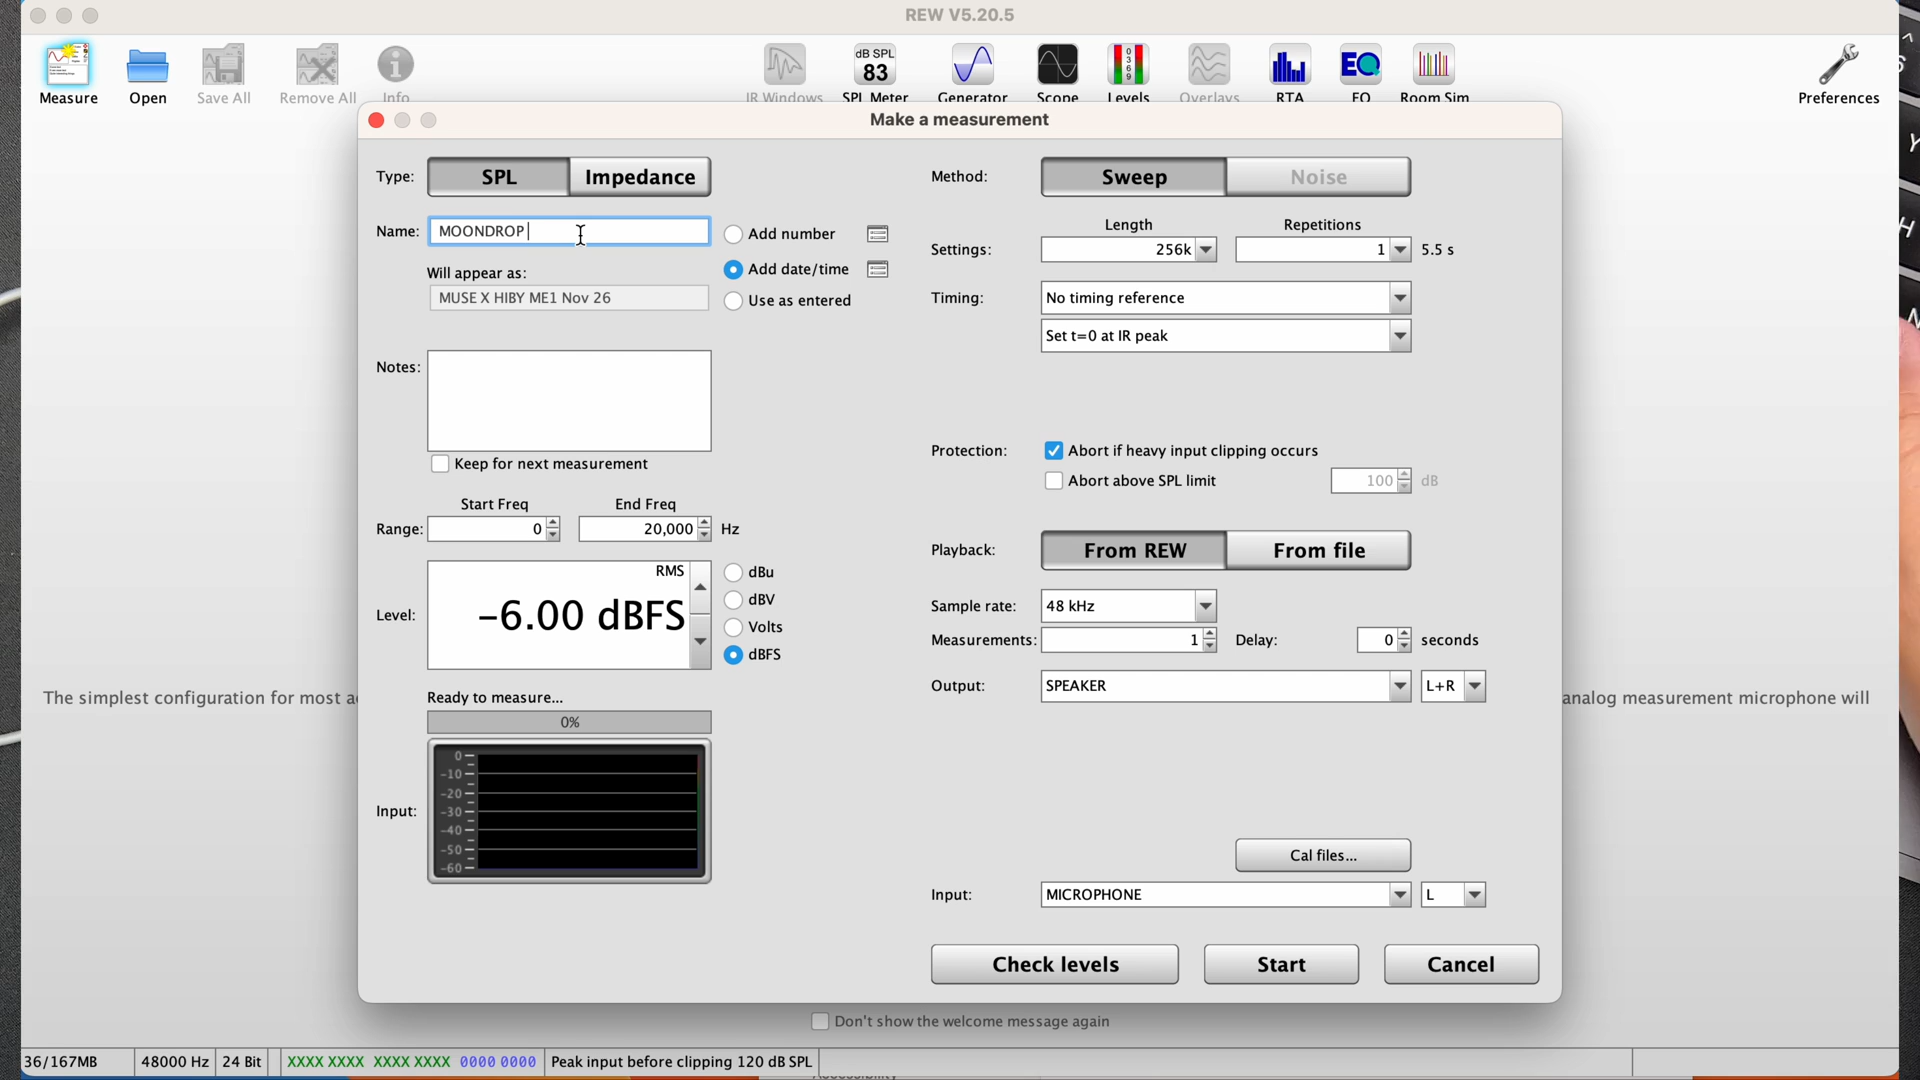 REW V5.20.5
Measure
Open
Save All
Remove All
Info
IR Windows
dB SPL
83
SPL Meter
Generator
Scope
0 3 6 9
Levels
Overlays
RTA
EQ
EQ
Room Sim
Preferences
Make a measurement
Type:
SPL
Impedance
Name:
MOONDROP
Add number
Will appear as:
Add date/time
MUSE X HIBY ME1 Nov 26
Use as entered
Notes:
Keep for next measurement
Start Freq
End Freq
Range:
0
20,000
Hz
RMS
Level:
-6.00 dBFS
dBu
dBV
Volts
dBFS
Ready to measure...
0%
Input:
0
-10
-20
-30
-40
-50
-60
Method:
Sweep
Noise
Length
Repetitions
Settings:
256k
1
5.5 s
Timing:
No timing reference
Set t=0 at IR peak
Protection:
Abort if heavy input clipping occurs
Abort above SPL limit
100
dB
Playback:
From REW
From file
Sample rate:
48 kHz
Measurements:
1
Delay:
0
seconds
Output:
SPEAKER
L+R
Cal files...
Input:
MICROPHONE
L
Check levels
Start
Cancel
The simplest configuration for most
analog measurement microphone will
Don't show the welcome message again
36/167MB
48000 Hz
24 Bit
XXXX XXXX XXXX XXXX 0000 0000
Peak input before clipping 120 dB SPL